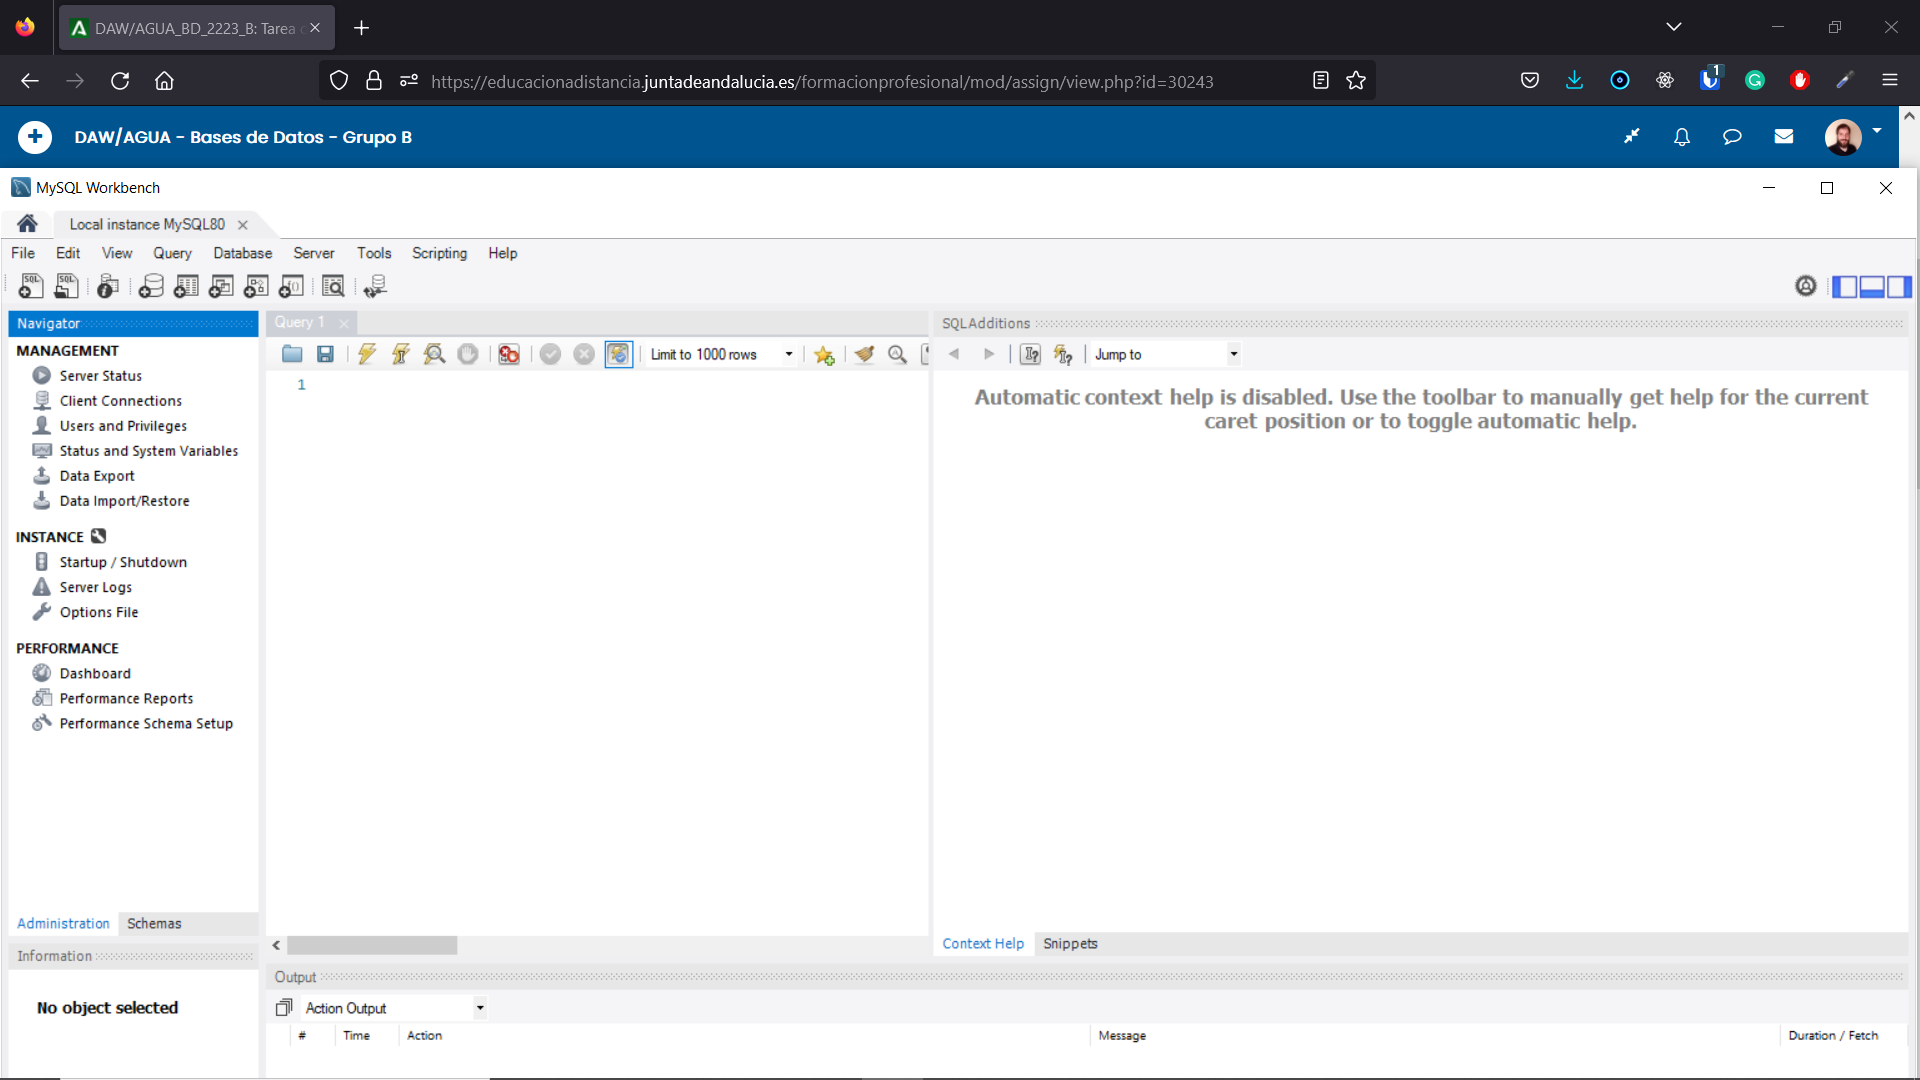 DAW/AGUA_BD_2223_B: Tarea
https://educacionadistancia.juntadeandalucia.es/formacionprofesional/mod/assign/view.php?id=30243
1
DAW/AGUA - Bases de Datos - Grupo B
MySQL Workbench
Local instance MySQL80
File Edit View Query Database Server Tools Scripting Help
SQL SQL
Navigator
MANAGEMENT
Server Status
Client Connections
Users and Privileges
Status and System Variables
Data Export
Data Import/Restore
INSTANCE
Startup / Shutdown
Server Logs
Options File
PERFORMANCE
Dashboard
Performance Reports
Performance Schema Setup
Administration Schemas
Information
No object selected
Query 1
Limit to 1000 rows
1
SQLAdditions
Jump to
Automatic context help is disabled. Use the toolbar to manually get help for the current
caret position or to toggle automatic help.
Context Help Snippets
Output
Action Output
# Time Action Message Duration / Fetch